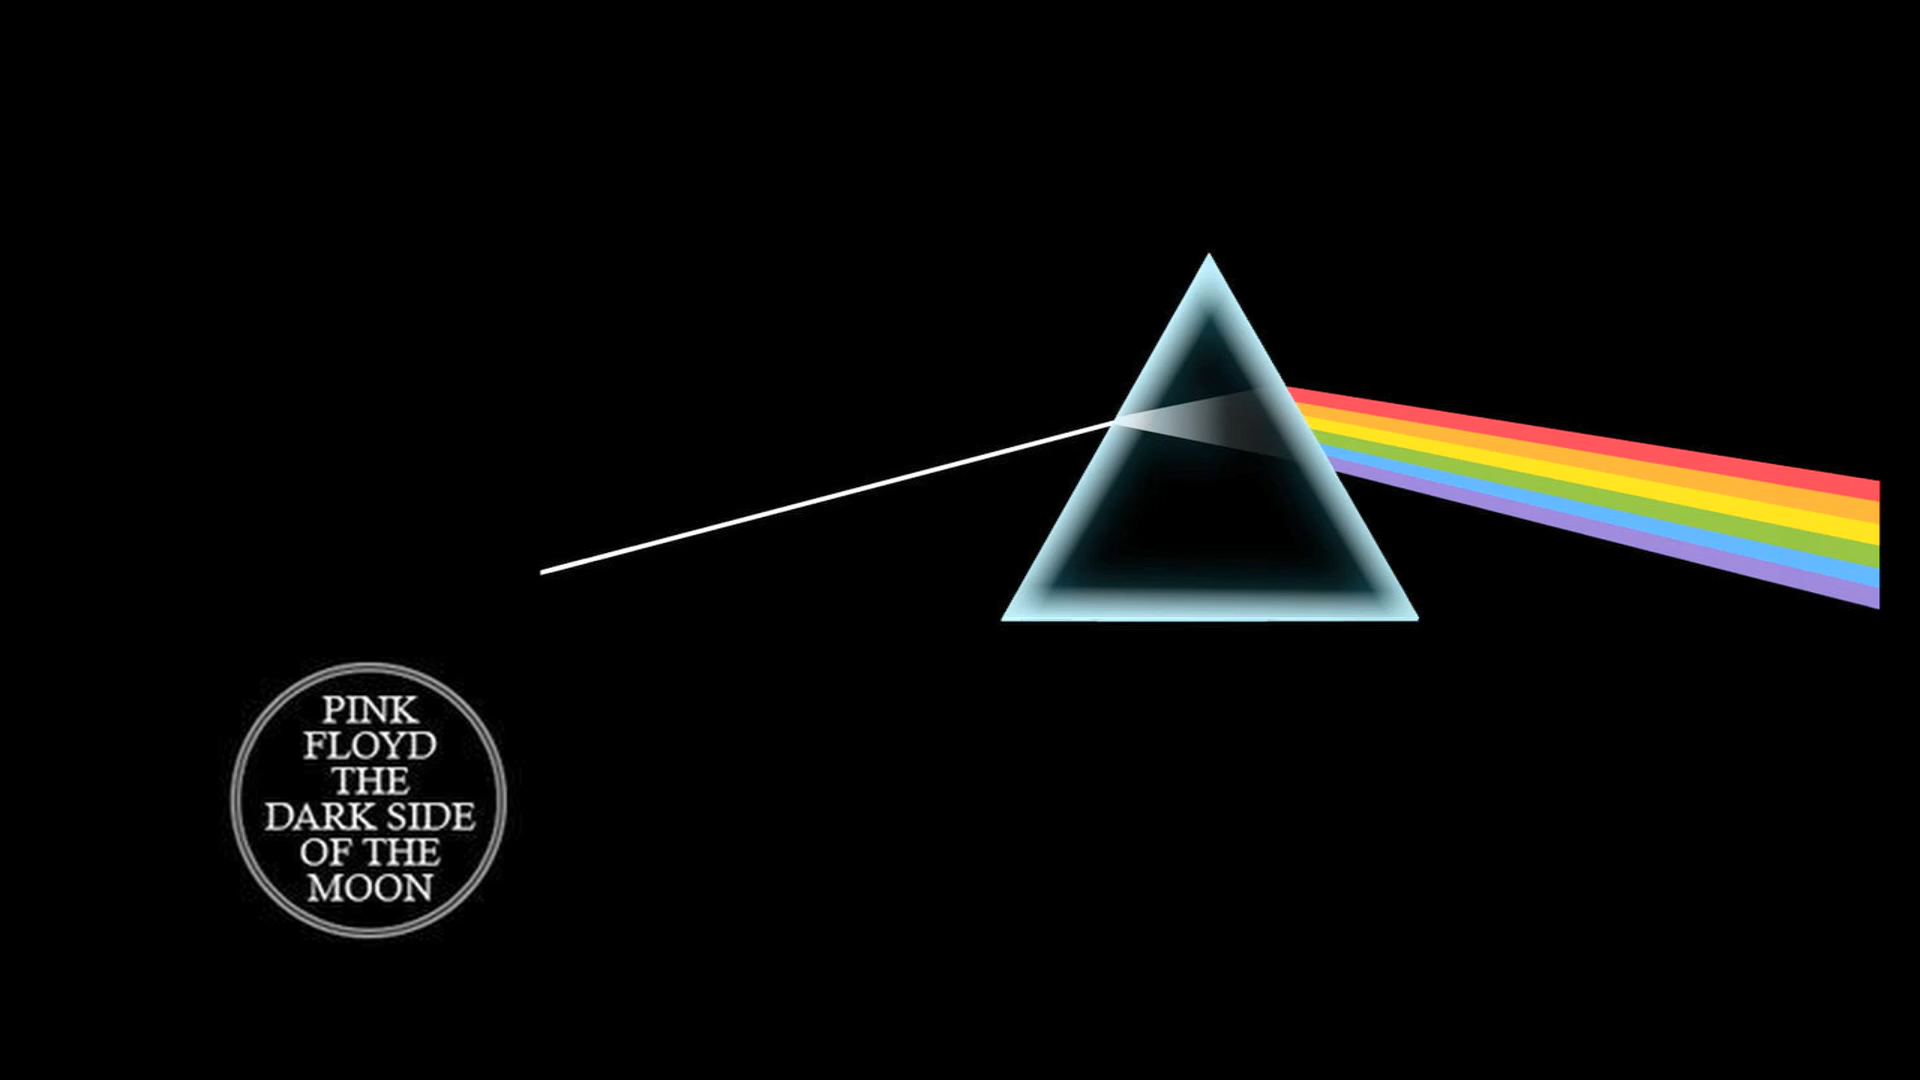 PINK
FLOYD
THE
DARK SIDE
OF THE
MOON